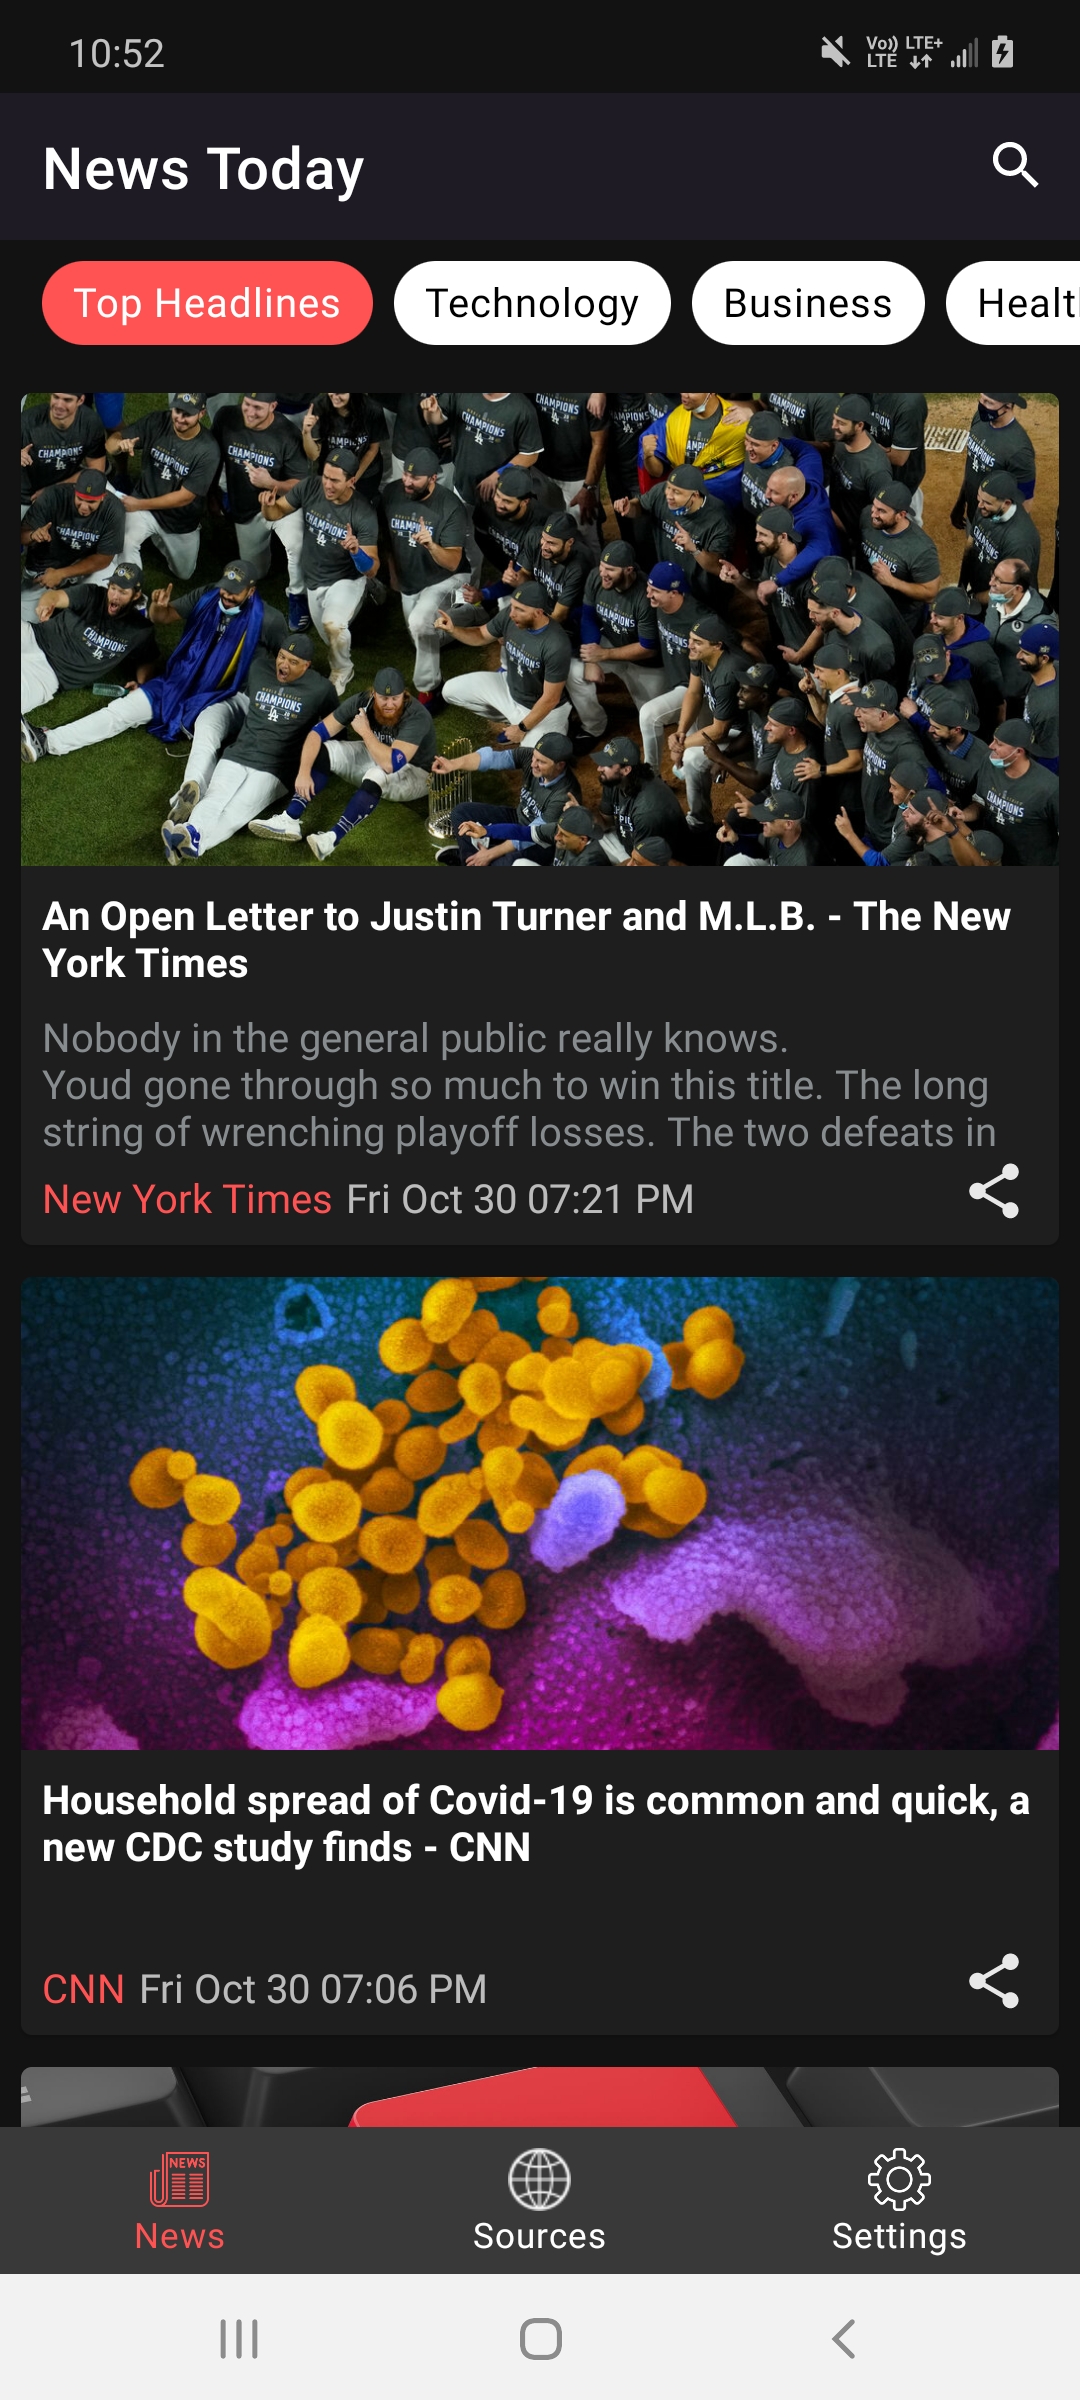 10:52
Vo)) LTE+
LTE
News Today
Top Headlines
Technology
Business
Healt
CHAMPIONS
An Open Letter to Justin Turner and M.L.B. - The New
York Times
Nobody in the general public really knows.
Youd gone through so much to win this title. The long
string of wrenching playoff losses. The two defeats in
New York Times Fri Oct 30 07:21 PM
Household spread of Covid-19 is common and quick, a
new CDC study finds - CNN
CNN Fri Oct 30 07:06 PM
NEWS
News
Sources
Settings